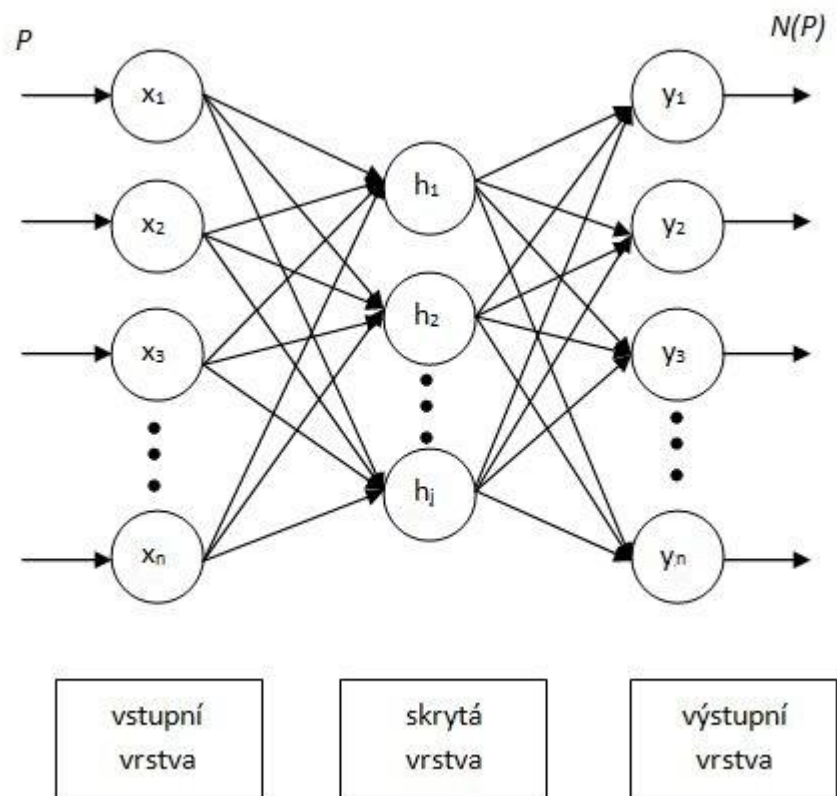 P
N(P)
x₁
h₁
y₁
x₂
h₂
y₂
x₃
y₃
hⱼ
xₙ
yₙ
vstupní
vrstva
skrytá
vrstva
výstupní
vrstva